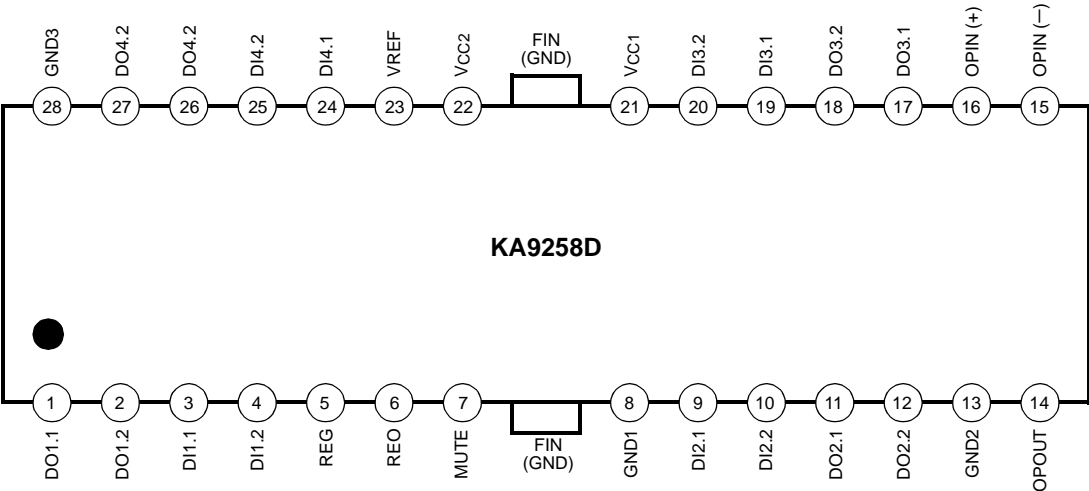 GND3
DO4.2
DO4.2
DI4.2
DI4.1
VREF
VCC2
FIN
(GND)
VCC1
DI3.2
DI3.1
DO3.2
DO3.1
OPIN (+)
OPIN (−)
28 27 26 25 24 23 22 21 20 19 18 17 16 15
KA9258D
1 2 3 4 5 6 7 8 9 10 11 12 13 14
DO1.1
DO1.2
DI1.1
DI1.2
REG
REO
MUTE
FIN
(GND)
GND1
DI2.1
DI2.2
DO2.1
DO2.2
GND2
OPOUT